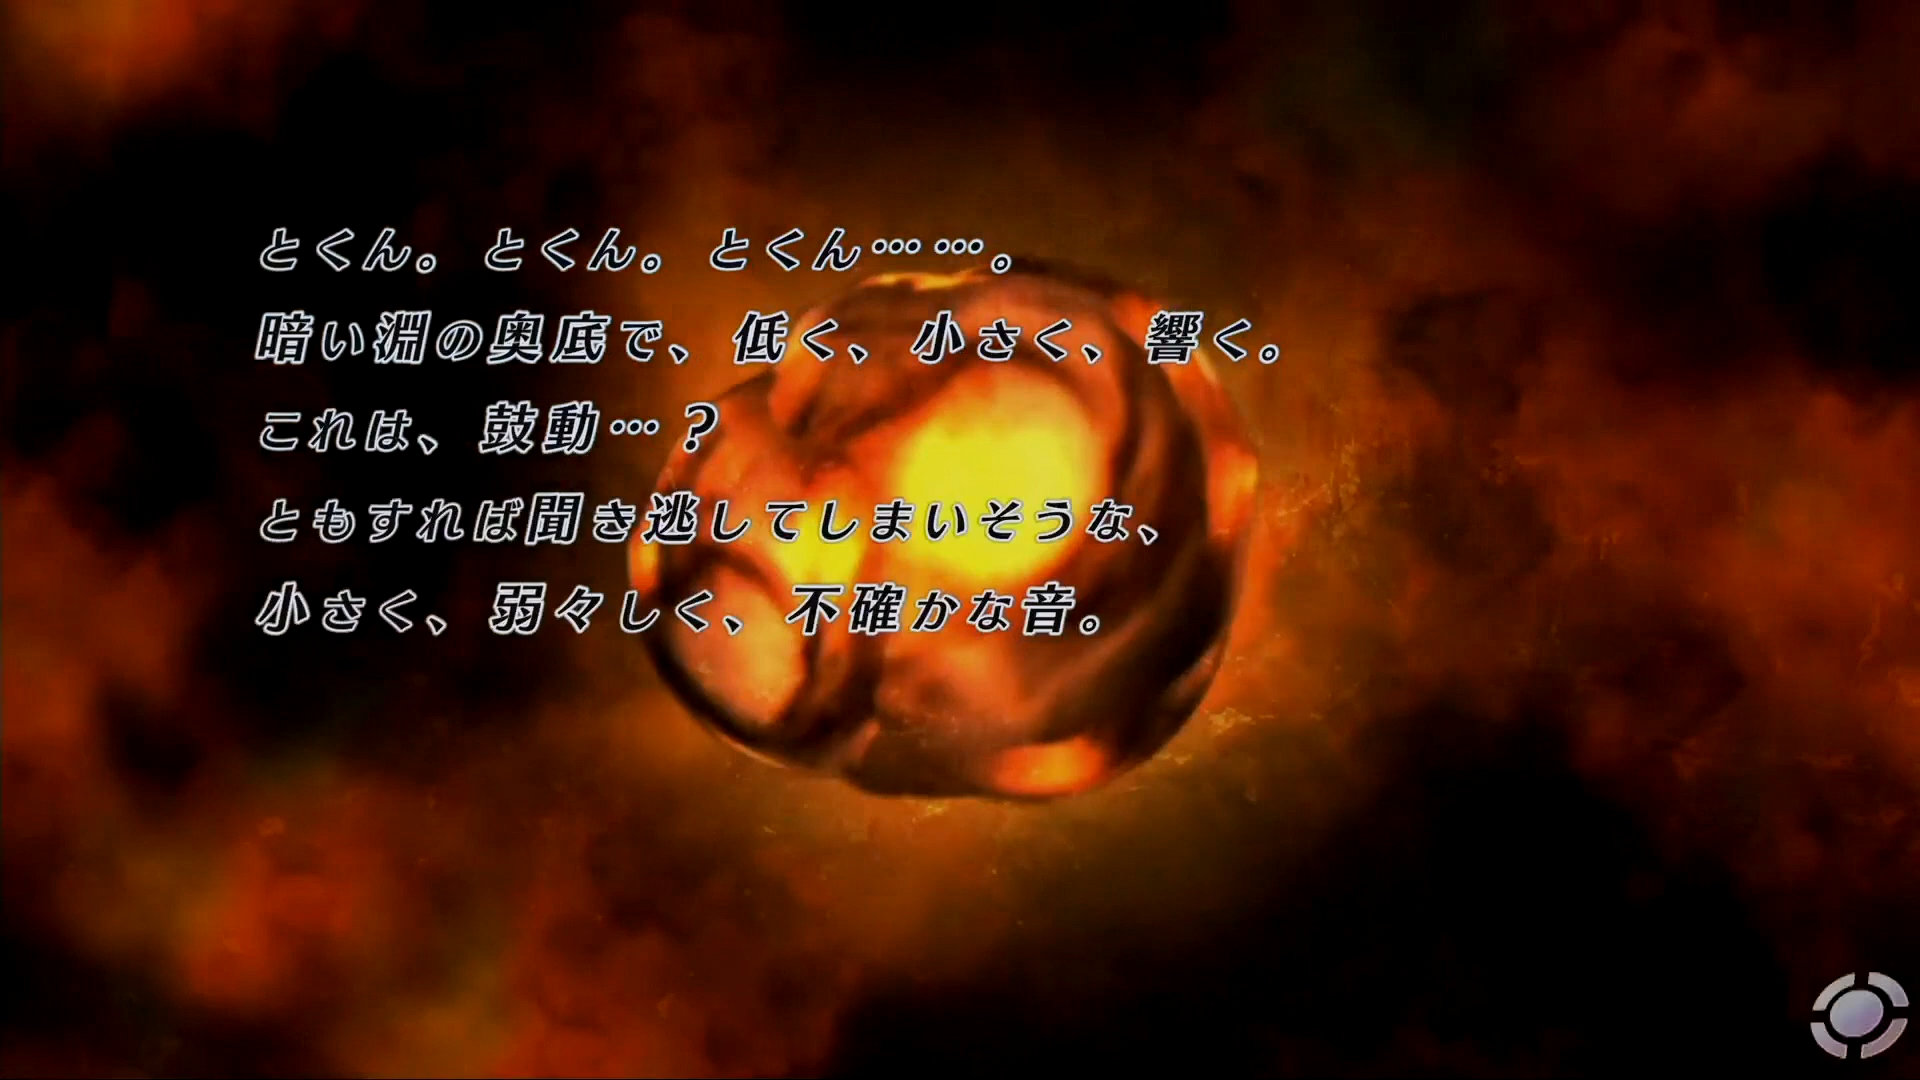 とくん。とくん。とくん……。
暗い淵の奥底で、低く、小さく、響く。
これは、鼓動…？
ともすれば聞き逃してしまいそうな、
小さく、弱々しく、不確かな音。